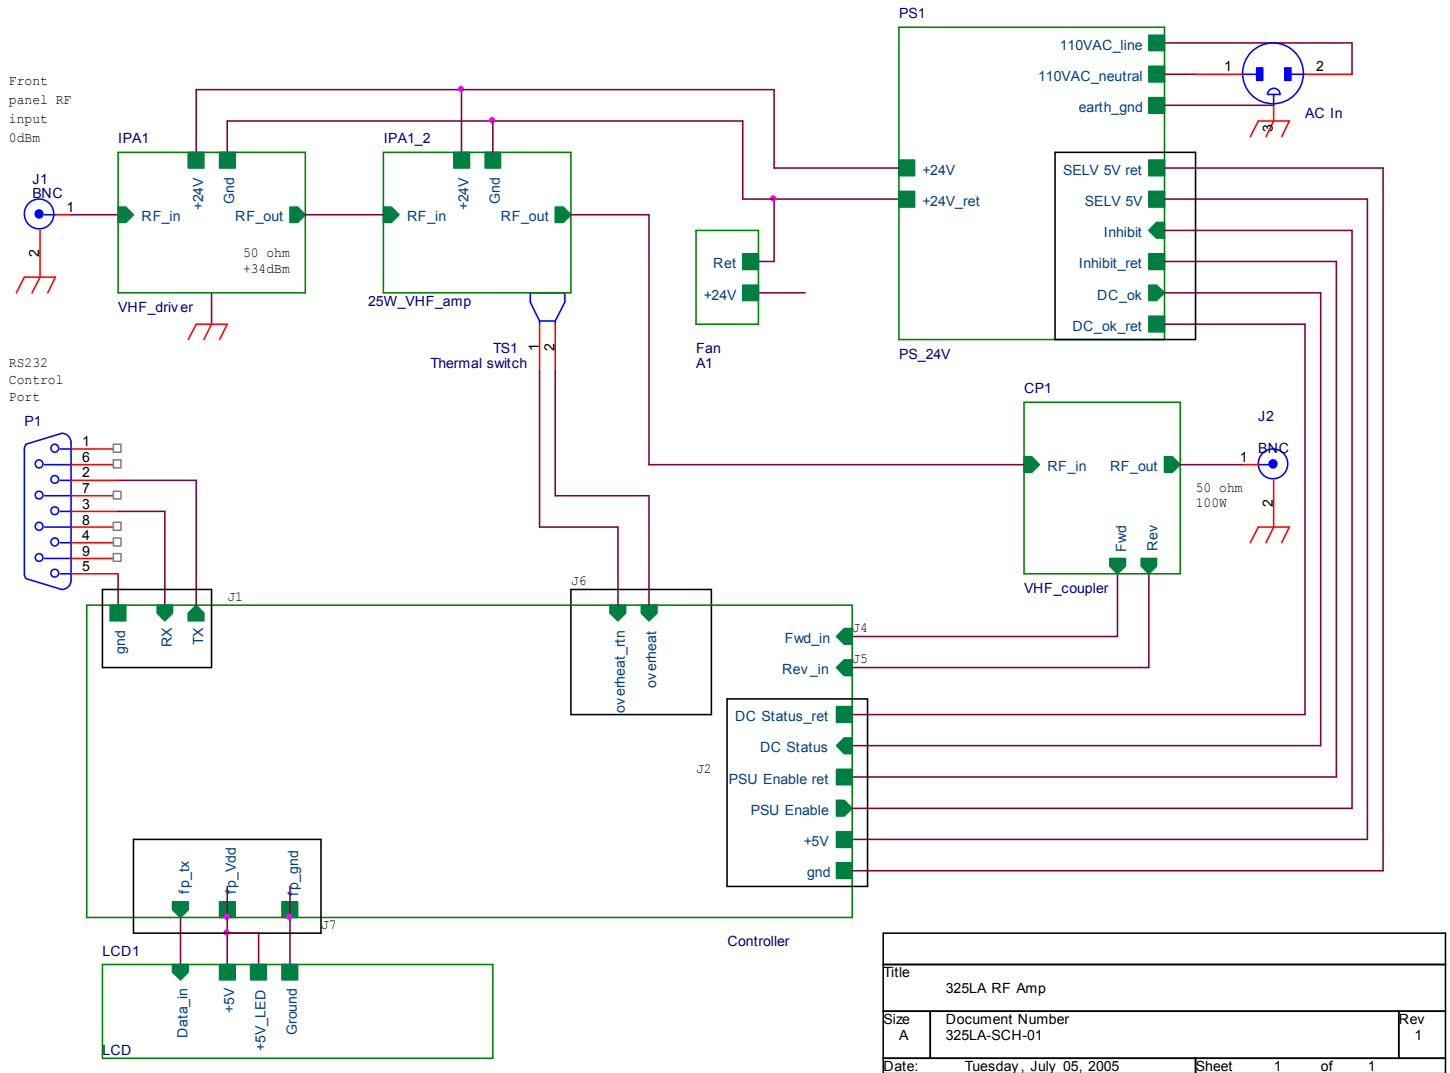 PS1
110VAC_line
110VAC_neutral
earth_gnd
1
2
3
AC In
SELV 5V ret
SELV 5V
Inhibit
Inhibit_ret
DC_ok
DC_ok_ret
+24V
+24V_ret
PS_24V
Front
panel RF
input
0dBm
J1
BNC
1
2
IPA1
+24V
Gnd
RF_in
RF_out
50 ohm
+34dBm
VHF_driver
IPA1_2
+24V
Gnd
RF_in
RF_out
25W_VHF_amp
TS1
Thermal switch
1
2
Ret
+24V
Fan
A1
CP1
RF_in
RF_out
Fwd
Rev
VHF_coupler
J2
BNC
1
2
50 ohm
100W
RS232
Control
Port
P1
1
6
2
7
3
8
4
9
5
J1
gnd
RX
TX
J6
overheat_rtn
overheat
Fwd_in
J4
Rev_in
J5
DC Status_ret
DC Status
J2
PSU Enable ret
PSU Enable
+5V
gnd
fp_tx
fp_Vdd
fp_gnd
J7
Controller
LCD1
Data_in
+5V
+5V_LED
Ground
LCD
Title
325LA RF Amp
Size
A
Document Number
325LA-SCH-01
Rev
1
Date:
Tuesday, July 05, 2005
Sheet 1 of 1